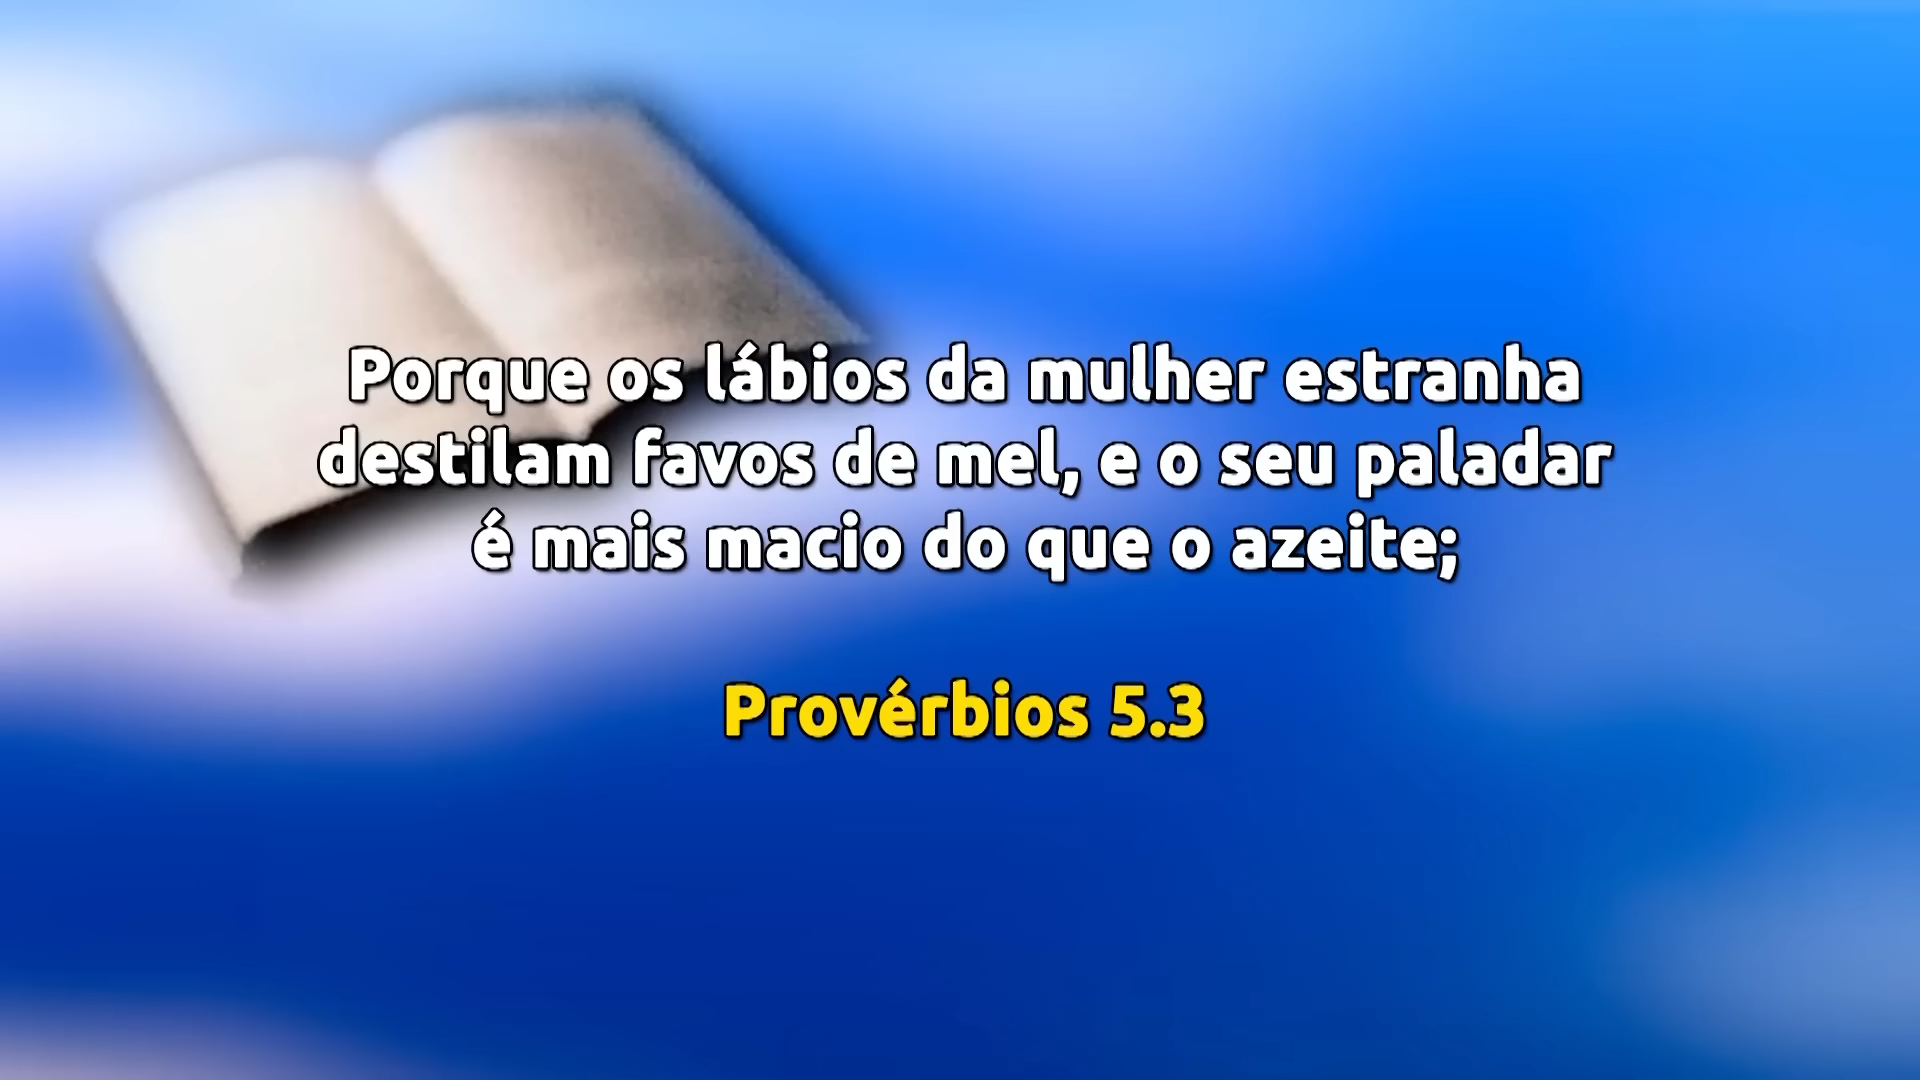 Porque os lábios da mulher estranha
destilam favos de mel, e o seu paladar
é mais macio do que o azeite;
Provérbios 5.3